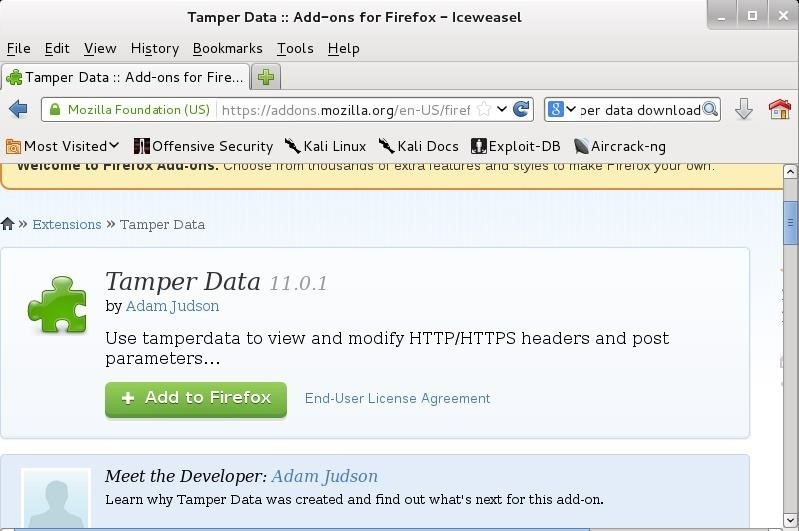 Tamper Data :: Add-ons for Firefox - Iceweasel
File Edit View History Bookmarks Tools Help
Tamper Data :: Add-ons for Fire...
Mozilla Foundation (US) https://addons.mozilla.org/en-US/firef 8 per data download
Most Visited Offensive Security Kali Linux Kali Docs Exploit-DB Aircrack-ng
Welcome to Firefox Add-ons. Choose from thousands of extra features and styles to make Firefox your own.
» Extensions » Tamper Data
Tamper Data 11.0.1
by Adam Judson
Use tamperdata to view and modify HTTP/HTTPS headers and post
parameters...
+ Add to Firefox End-User License Agreement
Meet the Developer: Adam Judson
Learn why Tamper Data was created and find out what's next for this add-on.